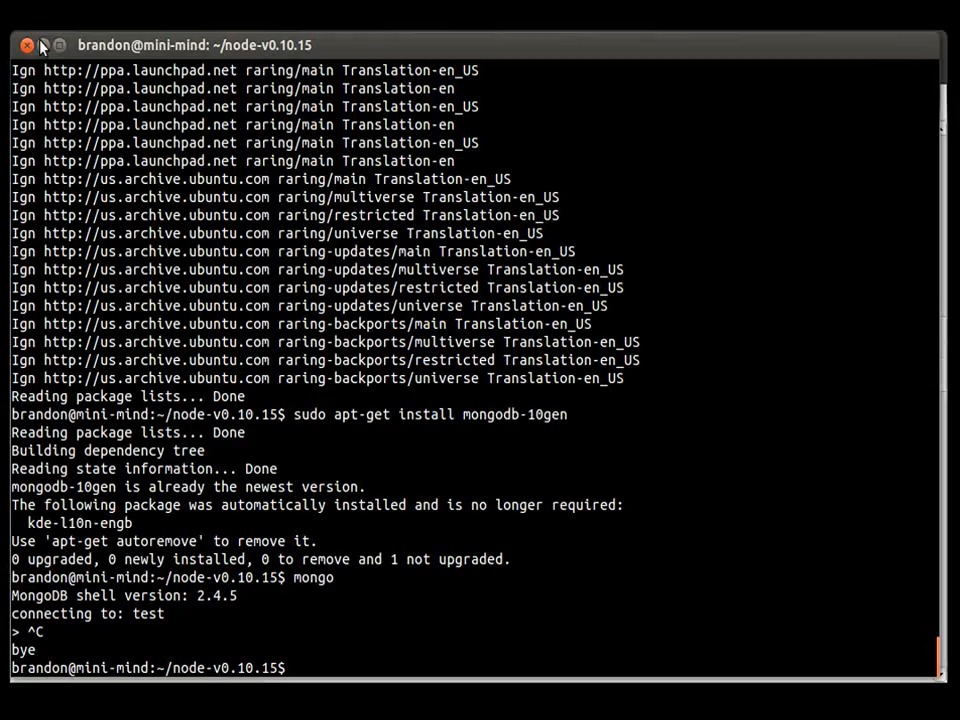 brandon@mini-mind: ~/node-v0.10.15
Ign http://ppa.launchpad.net raring/main Translation-en_US
Ign http://ppa.launchpad.net raring/main Translation-en
Ign http://ppa.launchpad.net raring/main Translation-en_US
Ign http://ppa.launchpad.net raring/main Translation-en
Ign http://ppa.launchpad.net raring/main Translation-en_US
Ign http://ppa.launchpad.net raring/main Translation-en
Ign http://us.archive.ubuntu.com raring/main Translation-en_US
Ign http://us.archive.ubuntu.com raring/multiverse Translation-en_US
Ign http://us.archive.ubuntu.com raring/restricted Translation-en_US
Ign http://us.archive.ubuntu.com raring/universe Translation-en_US
Ign http://us.archive.ubuntu.com raring-updates/main Translation-en_US
Ign http://us.archive.ubuntu.com raring-updates/multiverse Translation-en_US
Ign http://us.archive.ubuntu.com raring-updates/restricted Translation-en_US
Ign http://us.archive.ubuntu.com raring-updates/universe Translation-en_US
Ign http://us.archive.ubuntu.com raring-backports/main Translation-en_US
Ign http://us.archive.ubuntu.com raring-backports/multiverse Translation-en_US
Ign http://us.archive.ubuntu.com raring-backports/restricted Translation-en_US
Ign http://us.archive.ubuntu.com raring-backports/universe Translation-en_US
Reading package lists... Done
brandon@mini-mind:~/node-v0.10.15$ sudo apt-get install mongodb-10gen
Reading package lists... Done
Building dependency tree
Reading state information... Done
mongodb-10gen is already the newest version.
The following package was automatically installed and is no longer required:
  kde-l10n-engb
Use 'apt-get autoremove' to remove it.
0 upgraded, 0 newly installed, 0 to remove and 1 not upgraded.
brandon@mini-mind:~/node-v0.10.15$ mongo
MongoDB shell version: 2.4.5
connecting to: test
> ^C
bye
brandon@mini-mind:~/node-v0.10.15$